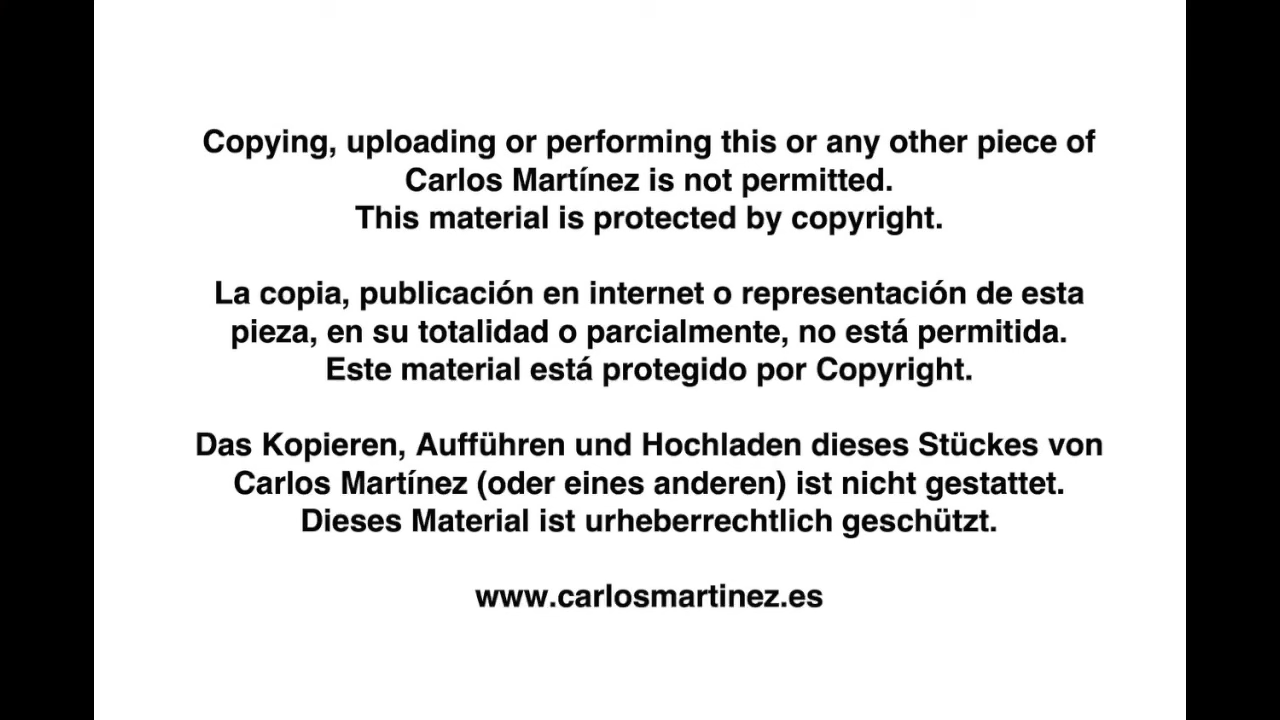 Copying, uploading or performing this or any other piece of
Carlos Martínez is not permitted.
This material is protected by copyright.
La copia, publicación en internet o representación de esta
pieza, en su totalidad o parcialmente, no está permitida.
Este material está protegido por Copyright.
Das Kopieren, Aufführen und Hochladen dieses Stückes von
Carlos Martínez (oder eines anderen) ist nicht gestattet.
Dieses Material ist urheberrechtlich geschützt.
www.carlosmartinez.es